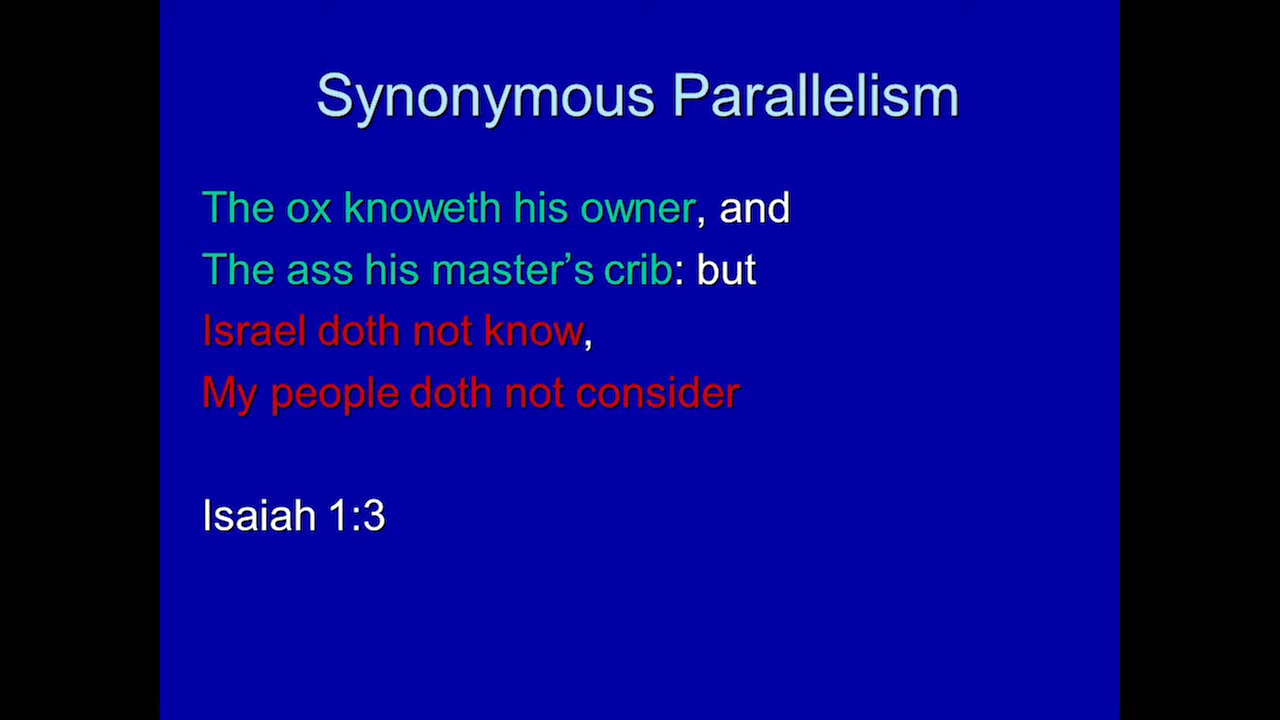 Synonymous Parallelism
The ox knoweth his owner, and
The ass his master’s crib: but
Israel doth not know,
My people doth not consider
Isaiah 1:3